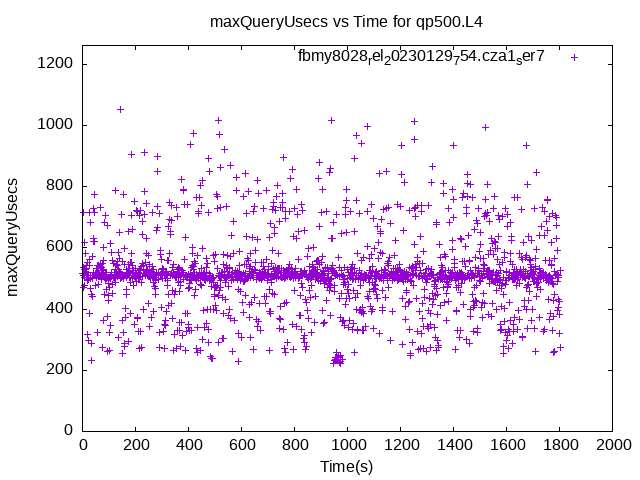 maxQueryUsecs vs Time for qp500.L4
fbmy8028rel20230129754.cza1ser7
maxQueryUsecs
1200
1000
800
600
400
200
0
0 200 400 600 800 1000 1200 1400 1600 1800 2000
Time(s)